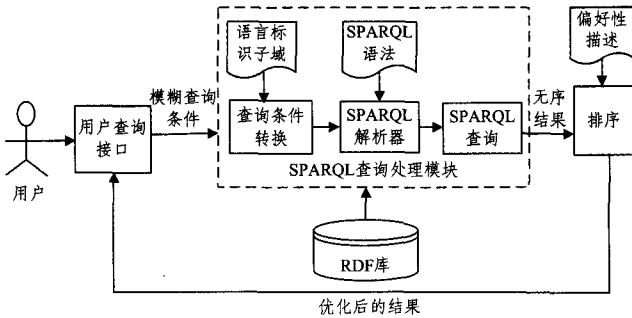 语言标
识子域
SPARQL
语法
偏好性
描述
模糊查询
条件
用户查询
接口
查询条件
转换
SPARQL
解析器
SPARQL
查询
无序
结果
排序
用户
SPARQL查询处理模块
RDF库
优化后的结果